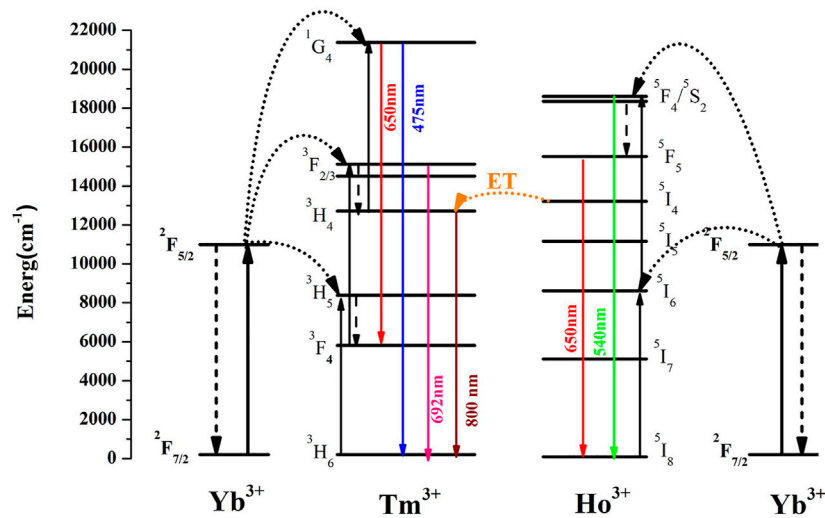 Energ(cm⁻¹)
22000
20000
18000
16000
14000
12000
10000
8000
6000
4000
2000
0
²F₅/₂
²F₇/₂
Yb³⁺
¹G₄
³F₂/₃
³H₄
³H₅
³F₄
³H₆
650nm
475nm
692nm
800 nm
Tm³⁺
ET
⁵F₄/⁵S₂
⁵F₅
⁵I₄
⁵I₅
⁵I₆
⁵I₇
⁵I₈
650nm
540nm
Ho³⁺
²F₅/₂
²F₇/₂
Yb³⁺